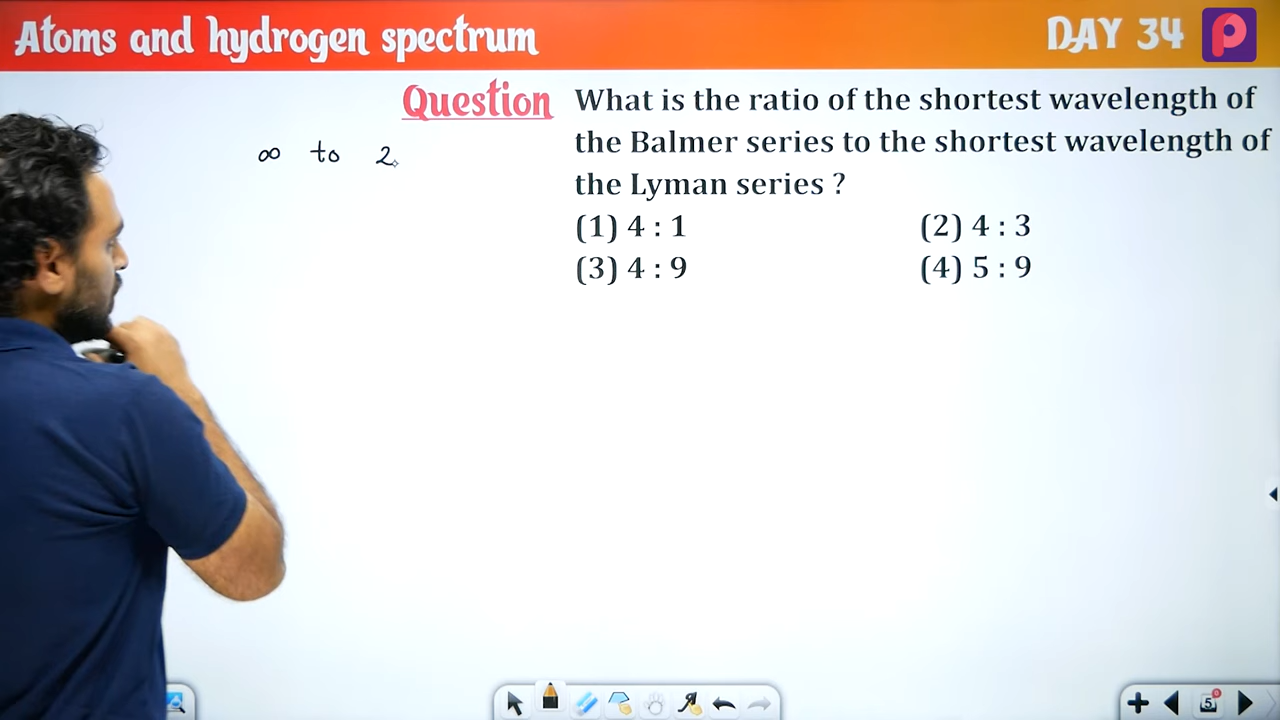 Atoms and hydrogen spectrum
DAY 34
Question What is the ratio of the shortest wavelength of
the Balmer series to the shortest wavelength of
the Lyman series ?
(1) 4 : 1 (2) 4 : 3
(3) 4 : 9 (4) 5 : 9
∞ to 2
5